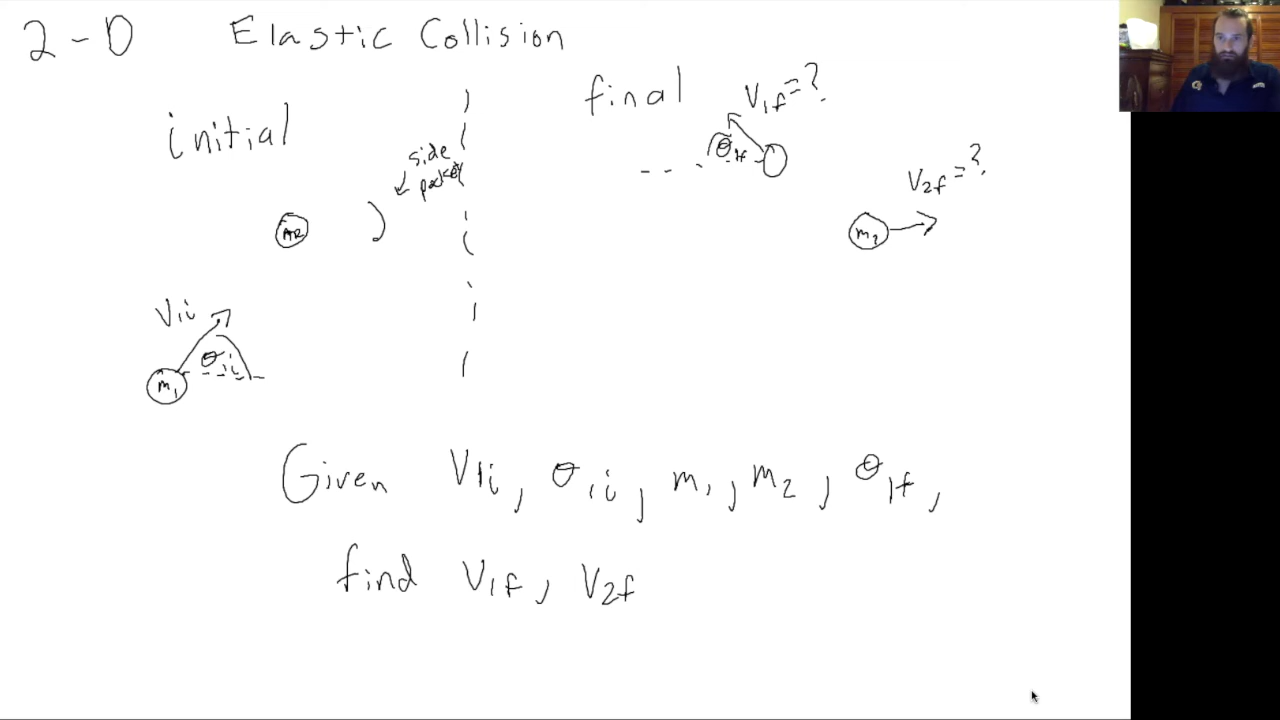 2-D Elastic Collision
initial
final
side
pocket
V1f=?
θ1f
V2f=?
m2
V1i
θ1i
m1
Given V1i, θ1i, m1, m2, θ1f,
find V1f, V2f